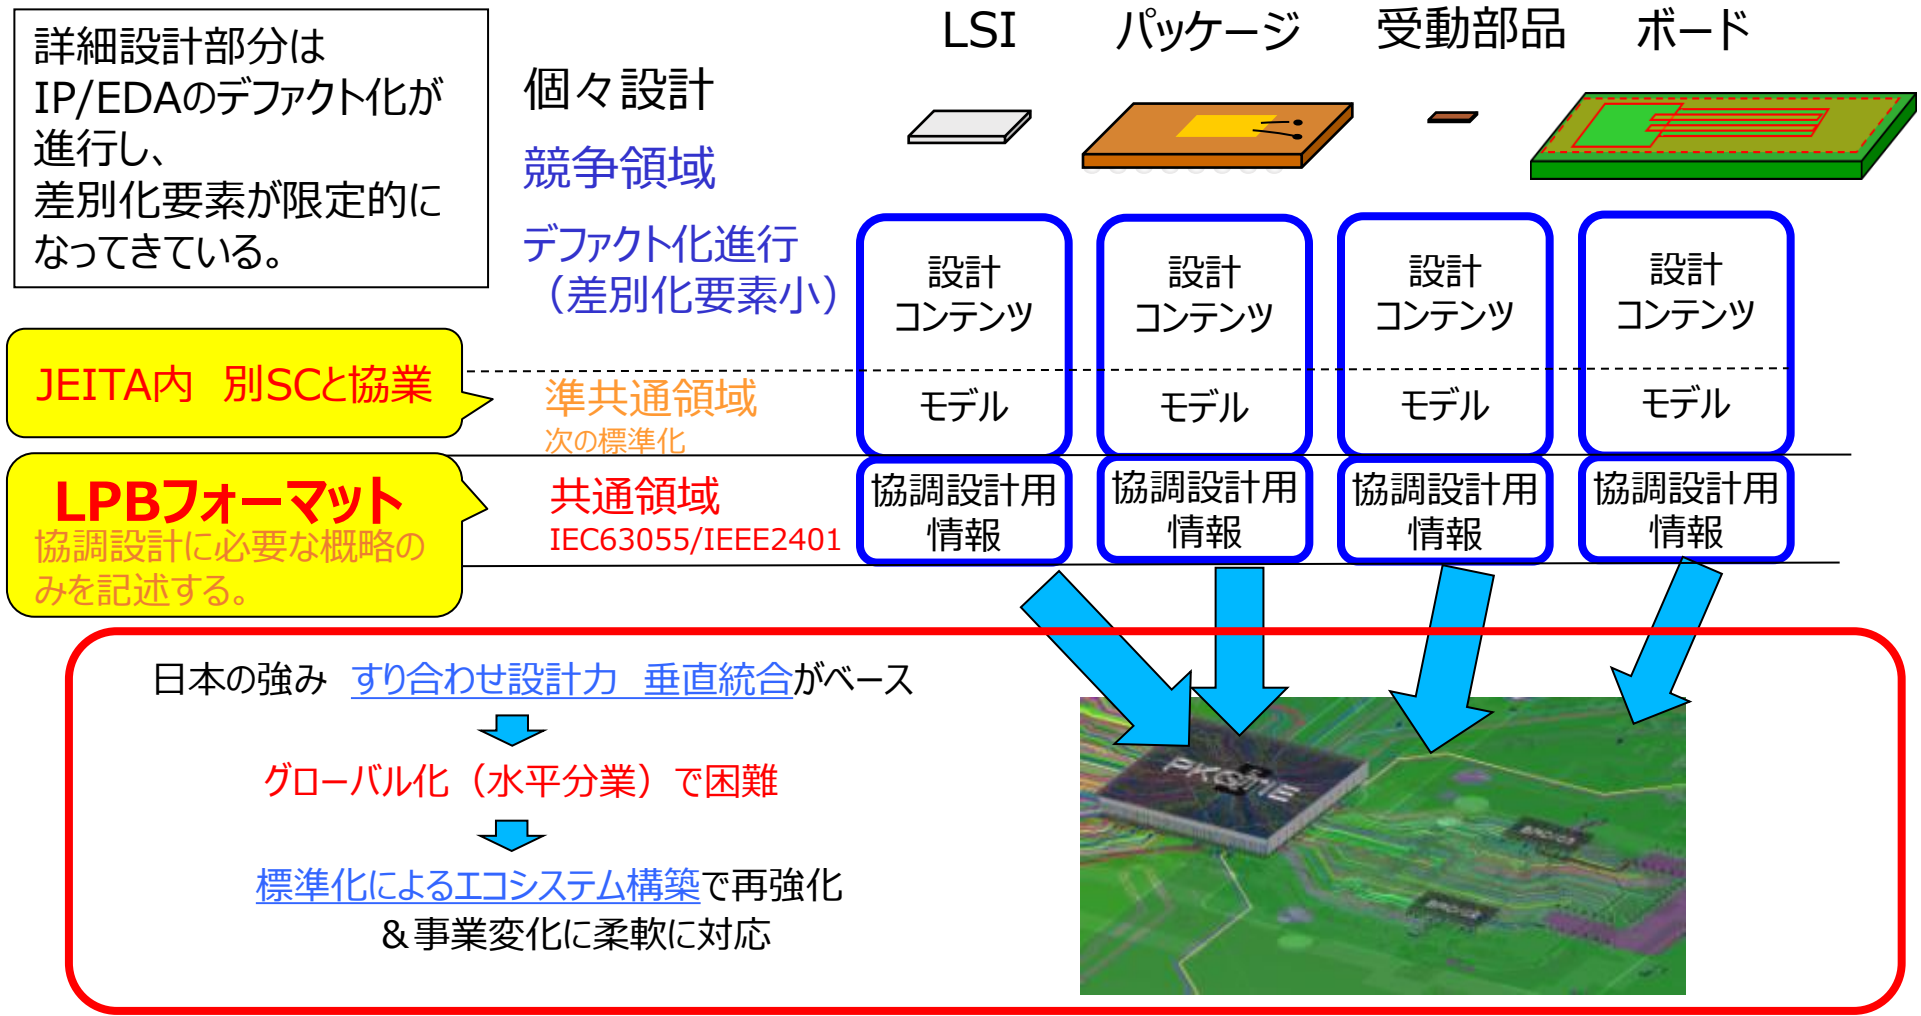 詳細設計部分は
IP/EDAのデファクト化が
進行し、
差別化要素が限定的に
なってきている。
LSI
パッケージ
受動部品
ボード
個々設計
競争領域
デファクト化進行
（差別化要素小）
設計
コンテンツ
設計
コンテンツ
設計
コンテンツ
設計
コンテンツ
JEITA内　別SCと協業
準共通領域
次の標準化
モデル
モデル
モデル
モデル
LPBフォーマット
協調設計に必要な概略の
みを記述する。
共通領域
IEC63055/IEEE2401
協調設計用
情報
協調設計用
情報
協調設計用
情報
協調設計用
情報
日本の強み　すり合わせ設計力　垂直統合がベース
グローバル化（水平分業）で困難
標準化によるエコシステム構築で再強化
＆事業変化に柔軟に対応